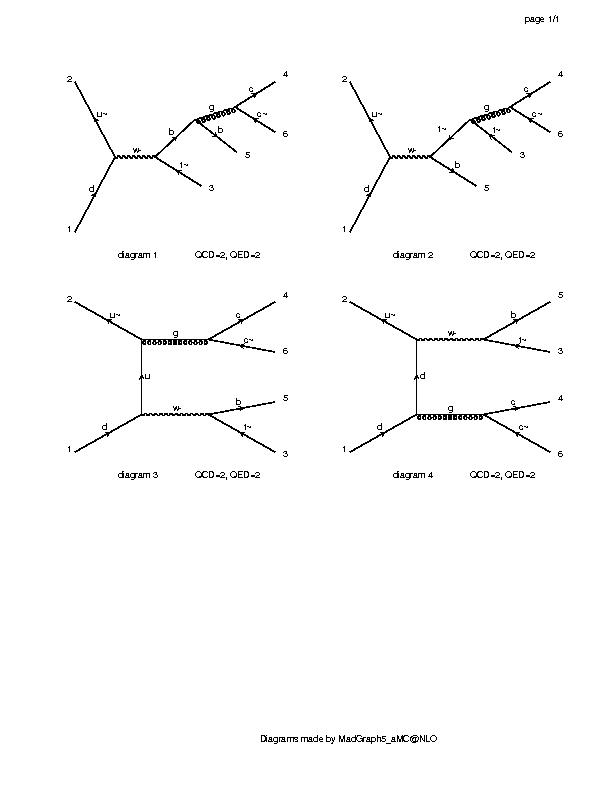 page 1/1
2
u~
d
1
w-
b
g
c
c~
4
6
b
5
t~
3
diagram 1 QCD=2, QED=2
2
u~
d
1
w-
t~
g
c
c~
4
6
t~
3
b
5
diagram 2 QCD=2, QED=2
2
u~
g
c
4
c~
6
u
d
1
w-
b
5
t~
3
diagram 3 QCD=2, QED=2
2
u~
w-
b
5
t~
3
d
d
1
g
c
4
c~
6
diagram 4 QCD=2, QED=2
Diagrams made by MadGraph5_aMC@NLO